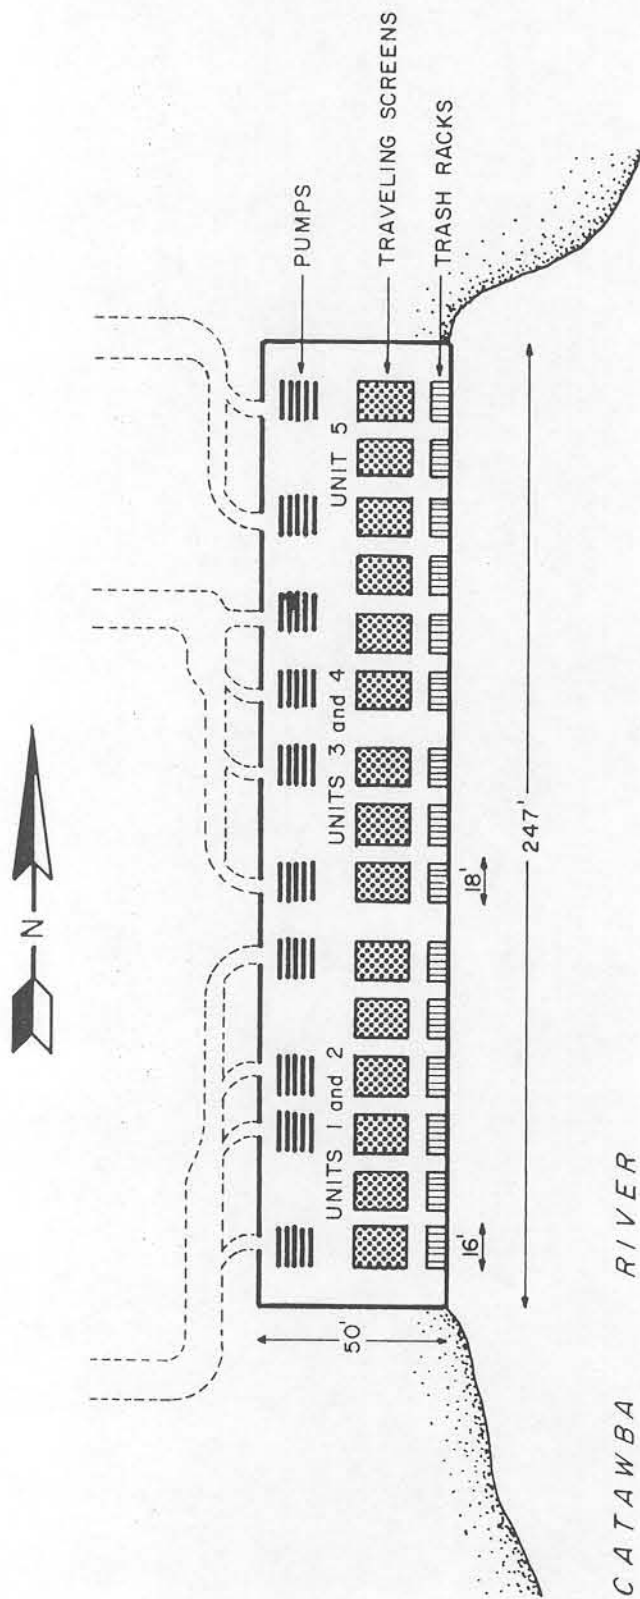 N
PUMPS
TRAVELING SCREENS
TRASH RACKS
UNITS 1 and 2
UNITS 3 and 4
UNIT 5
50'
16'
18'
247'
CATAWBA RIVER